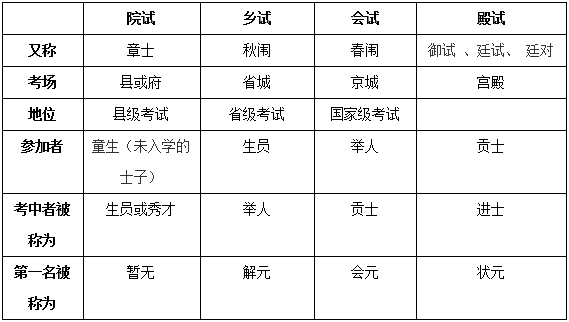 院试 乡试 会试 殿试
又称 章士 秋闱 春闱 御试 、廷试、 廷对
考场 县或府 省城 京城 宫殿
地位 县级考试 省级考试 国家级考试
参加者 童生（未入学的 生员 举人 贡士
士子）
考中者被 生员或秀才 举人 贡士 进士
称为
第一名被 暂无 解元 会元 状元
称为